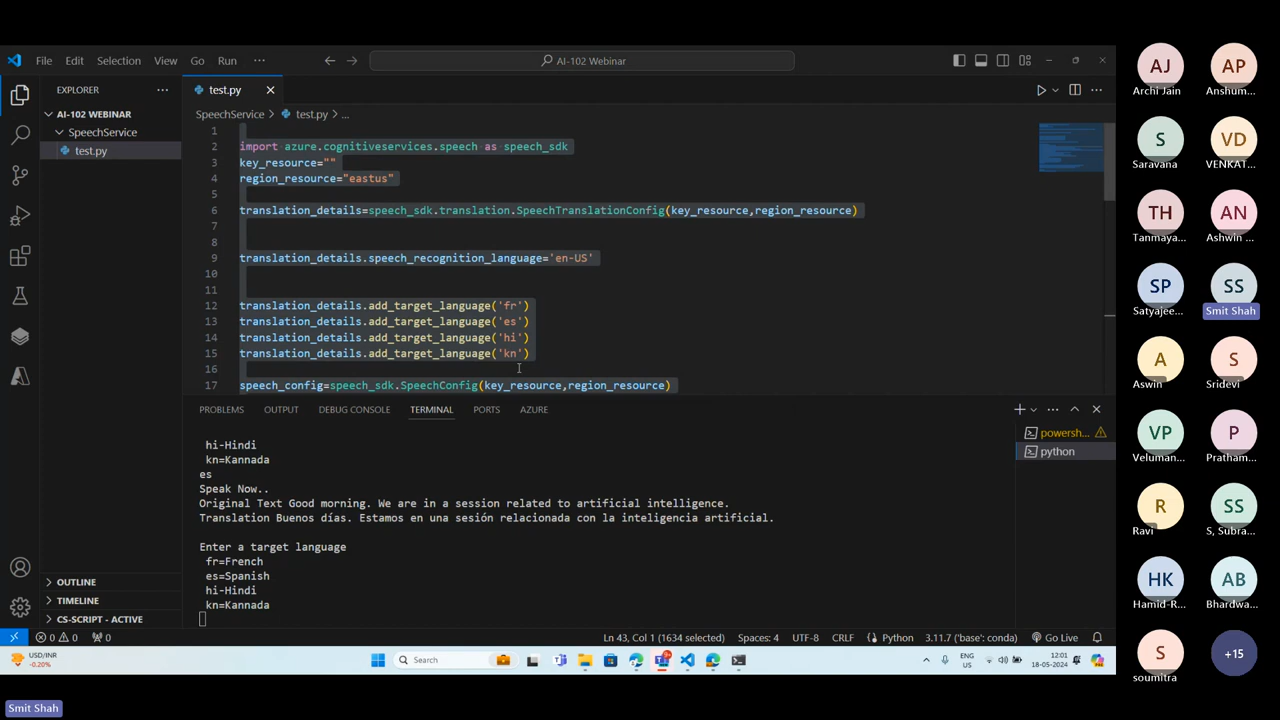 File Edit Selection View Go Run ··· AI-102 Webinar
EXPLORER ···
AI-102 WEBINAR
SpeechService
test.py
OUTLINE
TIMELINE
CS-SCRIPT - ACTIVE
test.py
SpeechService > test.py > ...
1
2 import azure.cognitiveservices.speech as speech_sdk
3 key_resource=""
4 region_resource="eastus"
5
6 translation_details=speech_sdk.translation.SpeechTranslationConfig(key_resource,region_resource)
7
8
9 translation_details.speech_recognition_language='en-US'
10
11
12 translation_details.add_target_language('fr')
13 translation_details.add_target_language('es')
14 translation_details.add_target_language('hi')
15 translation_details.add_target_language('kn')
16
17 speech_config=speech_sdk.SpeechConfig(key_resource,region_resource)
PROBLEMS OUTPUT DEBUG CONSOLE TERMINAL PORTS AZURE
hi-Hindi
kn=Kannada
es
Speak Now..
Original Text Good morning. We are in a session related to artificial intelligence.
Translation Buenos días. Estamos en una sesión relacionada con la inteligencia artificial.
Enter a target language
fr=French
es=Spanish
hi-Hindi
kn=Kannada
powersh...
python
0 0 0 Ln 43, Col 1 (1634 selected) Spaces: 4 UTF-8 CRLF Python 3.11.7 ('base': conda) Go Live
USD/INR
-0.20%
Search
ENG
US
12:01
18-05-2024
AJ AP
Archi Jain Anshum...
S VD
Saravana VENKAT...
TH AN
Tanmaya... Ashwin ...
SP SS
Satyajee... Smit Shah
A S
Aswin Sridevi
VP P
Veluman... Pratham...
R SS
Ravi S, Subra...
HK AB
Hamid-R... Bhardwa...
S +15
soumitra
Smit Shah